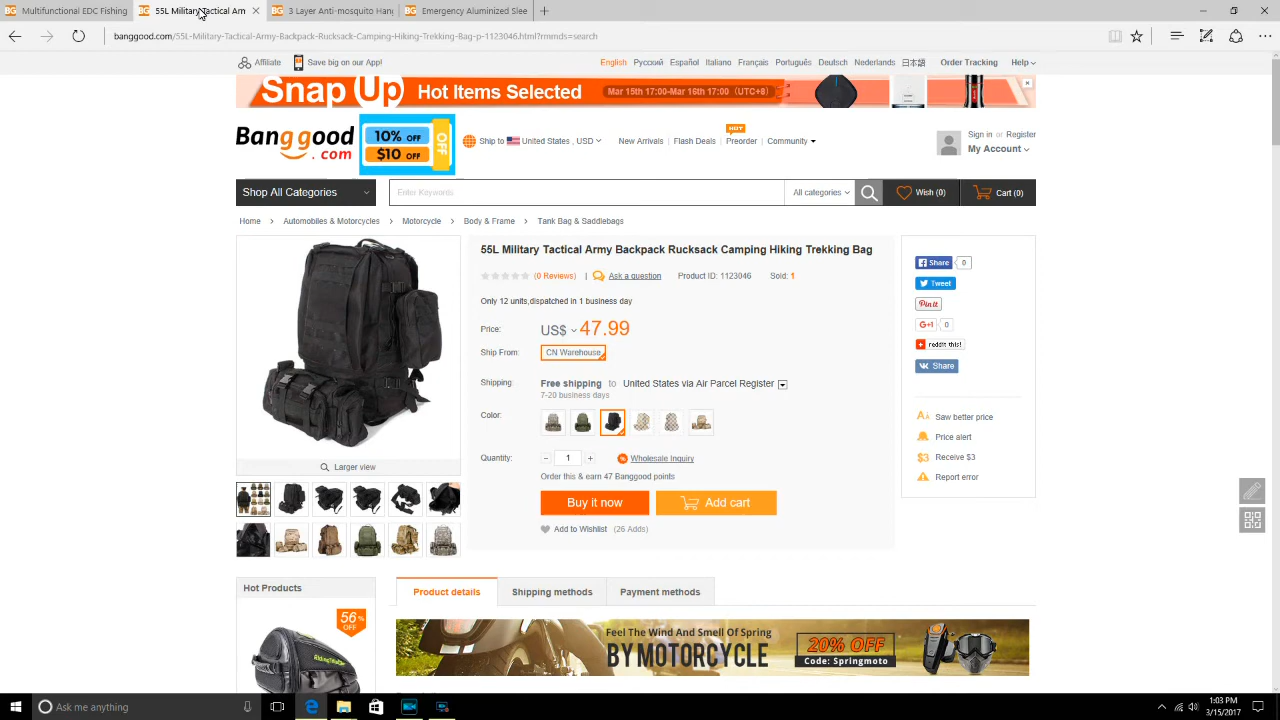 Multifunctional EDC Fishing
55L Military Tactical Arm
3 Layer Folding Fishing R
banggood.com/55L-Military-Tactical-Army-Backpack-Rucksack-Camping-Hiking-Trekking-Bag-p-1123046.html?rmmds=search
Affiliate Save big on our App!
English Русский Español Italiano Français Português Deutsch Nederlands 日本語 Order Tracking Help
Snap Up Hot Items Selected Mar 15th 17:00-Mar 16th 17:00 (UTC+8)
HOT
Banggood.com
10% OFF
$10 OFF
OFF
Ship to United States , USD
New Arrivals | Flash Deals | Preorder | Community
Sign in or Register
My Account
Shop All Categories
Enter Keywords
All categories
Wish (0)
Cart (0)
Home > Automobiles & Motorcycles > Motorcycle > Body & Frame > Tank Bag & Saddlebags
55L Military Tactical Army Backpack Rucksack Camping Hiking Trekking Bag
(0 Reviews) | Ask a question Product ID: 1123046 Sold: 1
Only 12 units,dispatched in 1 business day
Price: US$ 47.99
Ship From: CN Warehouse
Shipping: Free shipping to United States via Air Parcel Register
7-20 business days
Color:
Quantity: - 1 + Wholesale Inquiry
Order this & earn 47 Banggood points
Buy it now
Add cart
Add to Wishlist (26 Adds)
Larger view
Share 0
Tweet
Pin it
G+1 0
reddit this!
Share
Saw better price
Price alert
$3 Receive $3
Report error
Hot Products
56% OFF
Product details
Shipping methods
Payment methods
Feel The Wind And Smell Of Spring
BY MOTORCYCLE
20% OFF
Code: Springmoto
Ask me anything
1:03 PM
3/15/2017